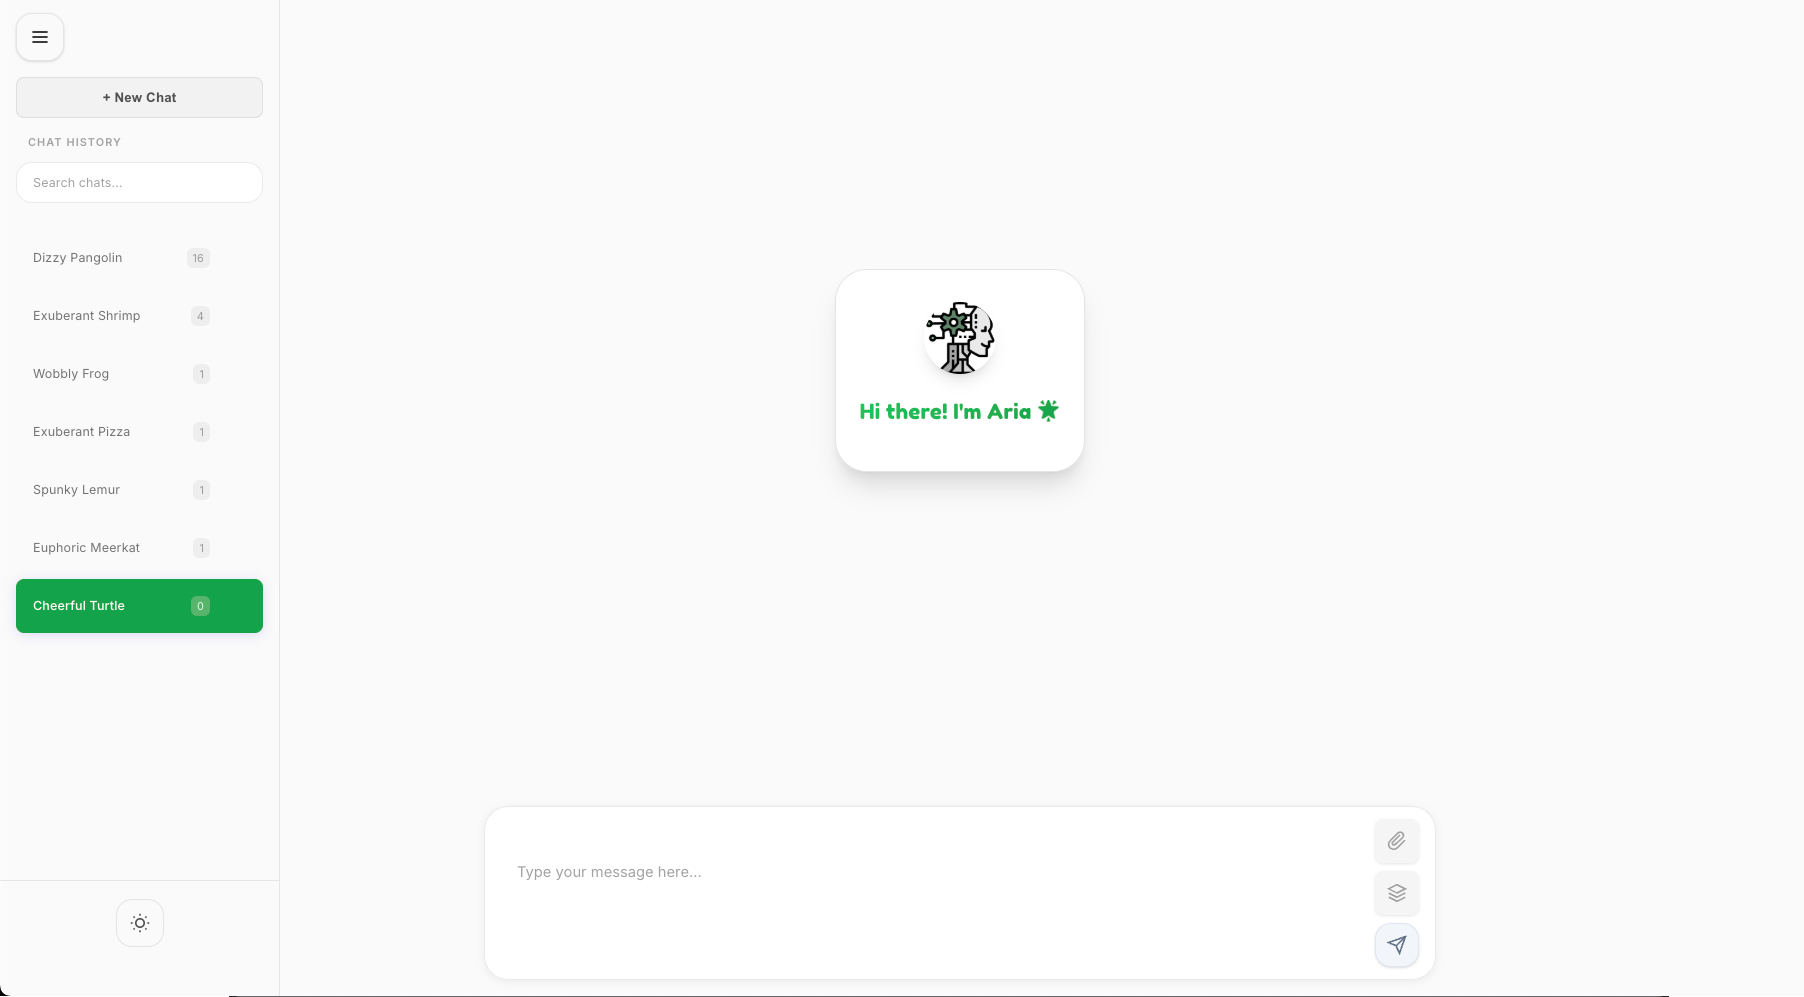 + New Chat
CHAT HISTORY
Search chats...
Dizzy Pangolin 16
Exuberant Shrimp 4
Wobbly Frog 1
Exuberant Pizza 1
Spunky Lemur 1
Euphoric Meerkat 1
Cheerful Turtle 0
Hi there! I'm Aria 🌟
Type your message here...